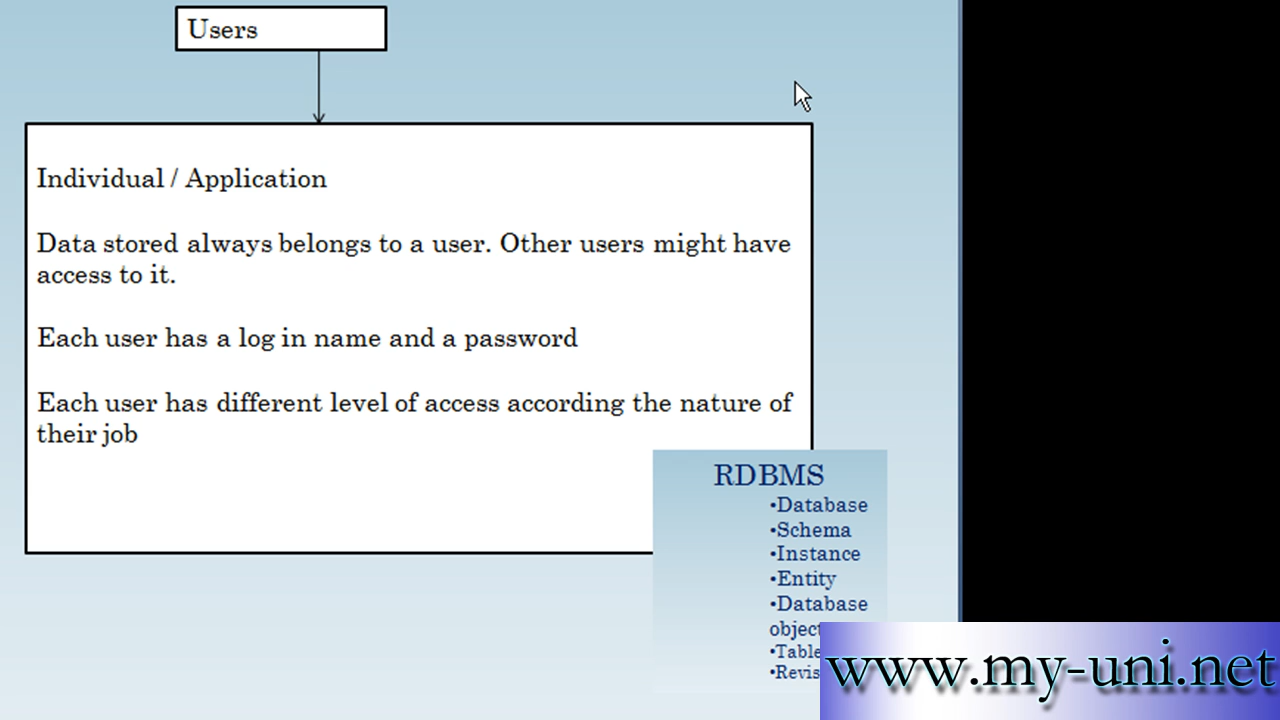 Users
Individual / Application
Data stored always belongs to a user. Other users might have
access to it.
Each user has a log in name and a password
Each user has different level of access according the nature of
their job
RDBMS
•Database
•Schema
•Instance
•Entity
•Database
www.my-uni.net